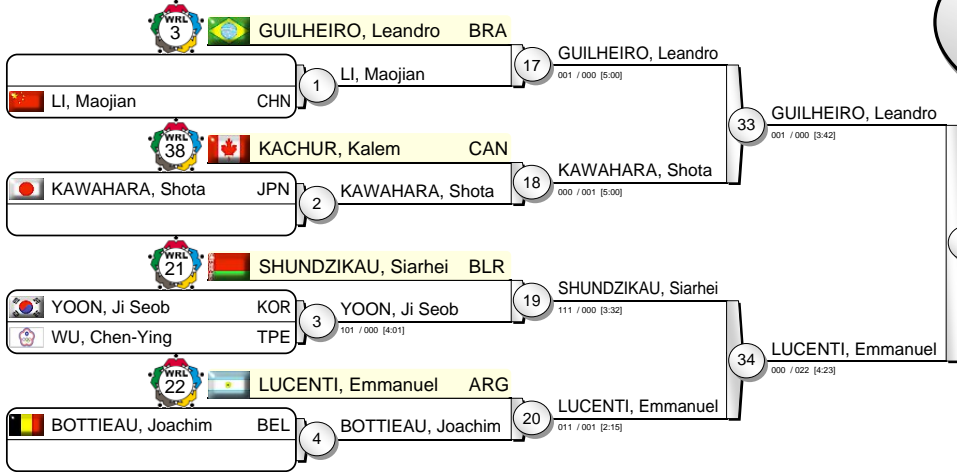 WRL 3 GUILHEIRO, Leandro BRA
LI, Maojian CHN
1 LI, Maojian
17 GUILHEIRO, Leandro
001 / 000 [5:00]
WRL 38 KACHUR, Kalem CAN
KAWAHARA, Shota JPN
2 KAWAHARA, Shota
18 KAWAHARA, Shota
000 / 001 [5:00]
33 GUILHEIRO, Leandro
001 / 000 [3:42]
WRL 21 SHUNDZIKAU, Siarhei BLR
YOON, Ji Seob KOR
WU, Chen-Ying TPE
3 YOON, Ji Seob
101 / 000 [4:01]
19 SHUNDZIKAU, Siarhei
111 / 000 [3:32]
WRL 22 LUCENTI, Emmanuel ARG
BOTTIEAU, Joachim BEL
4 BOTTIEAU, Joachim
20 LUCENTI, Emmanuel
011 / 001 [2:15]
34 LUCENTI, Emmanuel
000 / 022 [4:23]